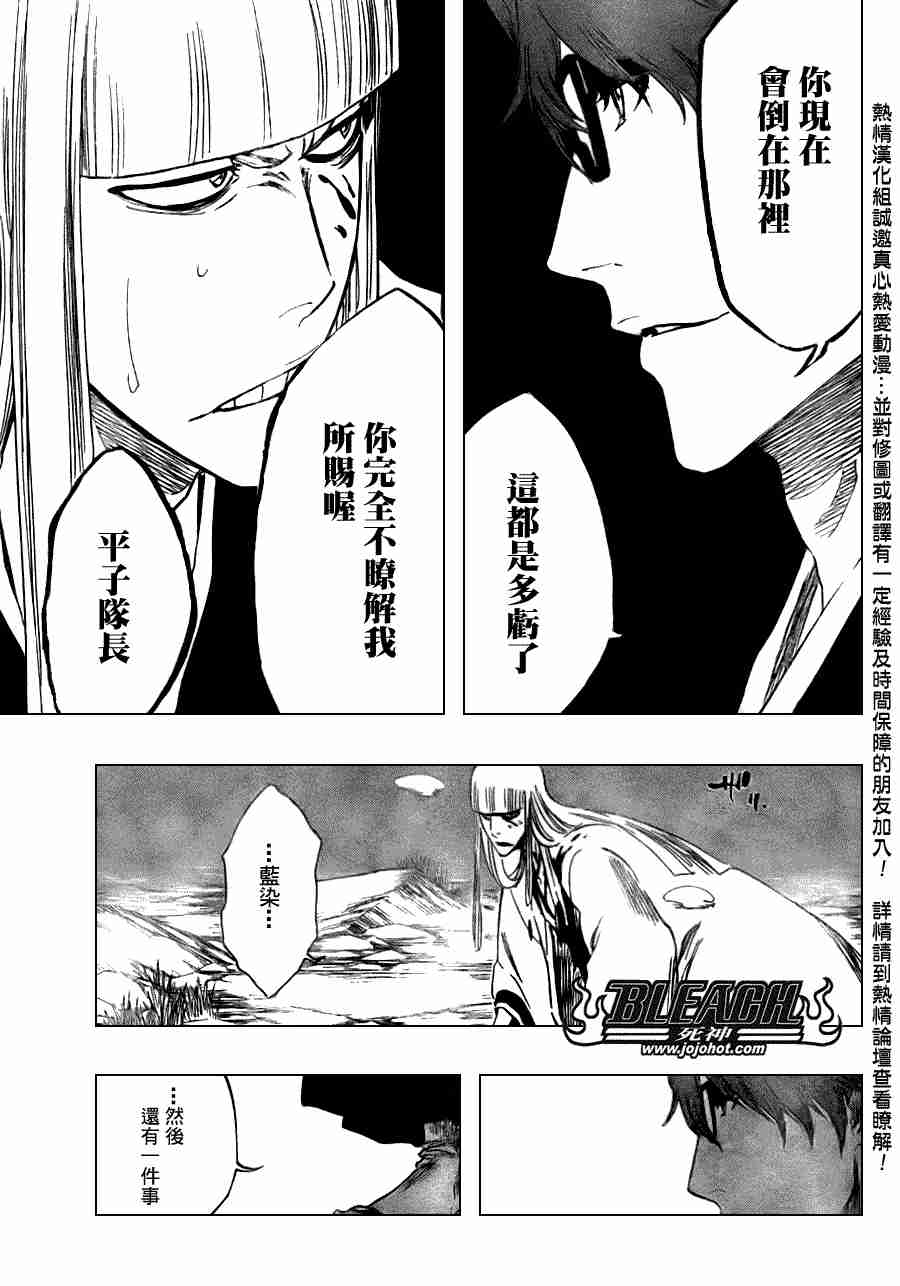 你現在
會倒在那裡
這都是多虧了
你完全不瞭解我
所賜喔
平子隊長
…藍染…
BLEACH
死神
www.jojohot.com
…然後
還有一件事
熱情漢化組誠邀真心熱愛動漫…並對修圖或翻譯有一定經驗及時間保障的朋友加入！ 詳情請到熱情論壇查看瞭解！